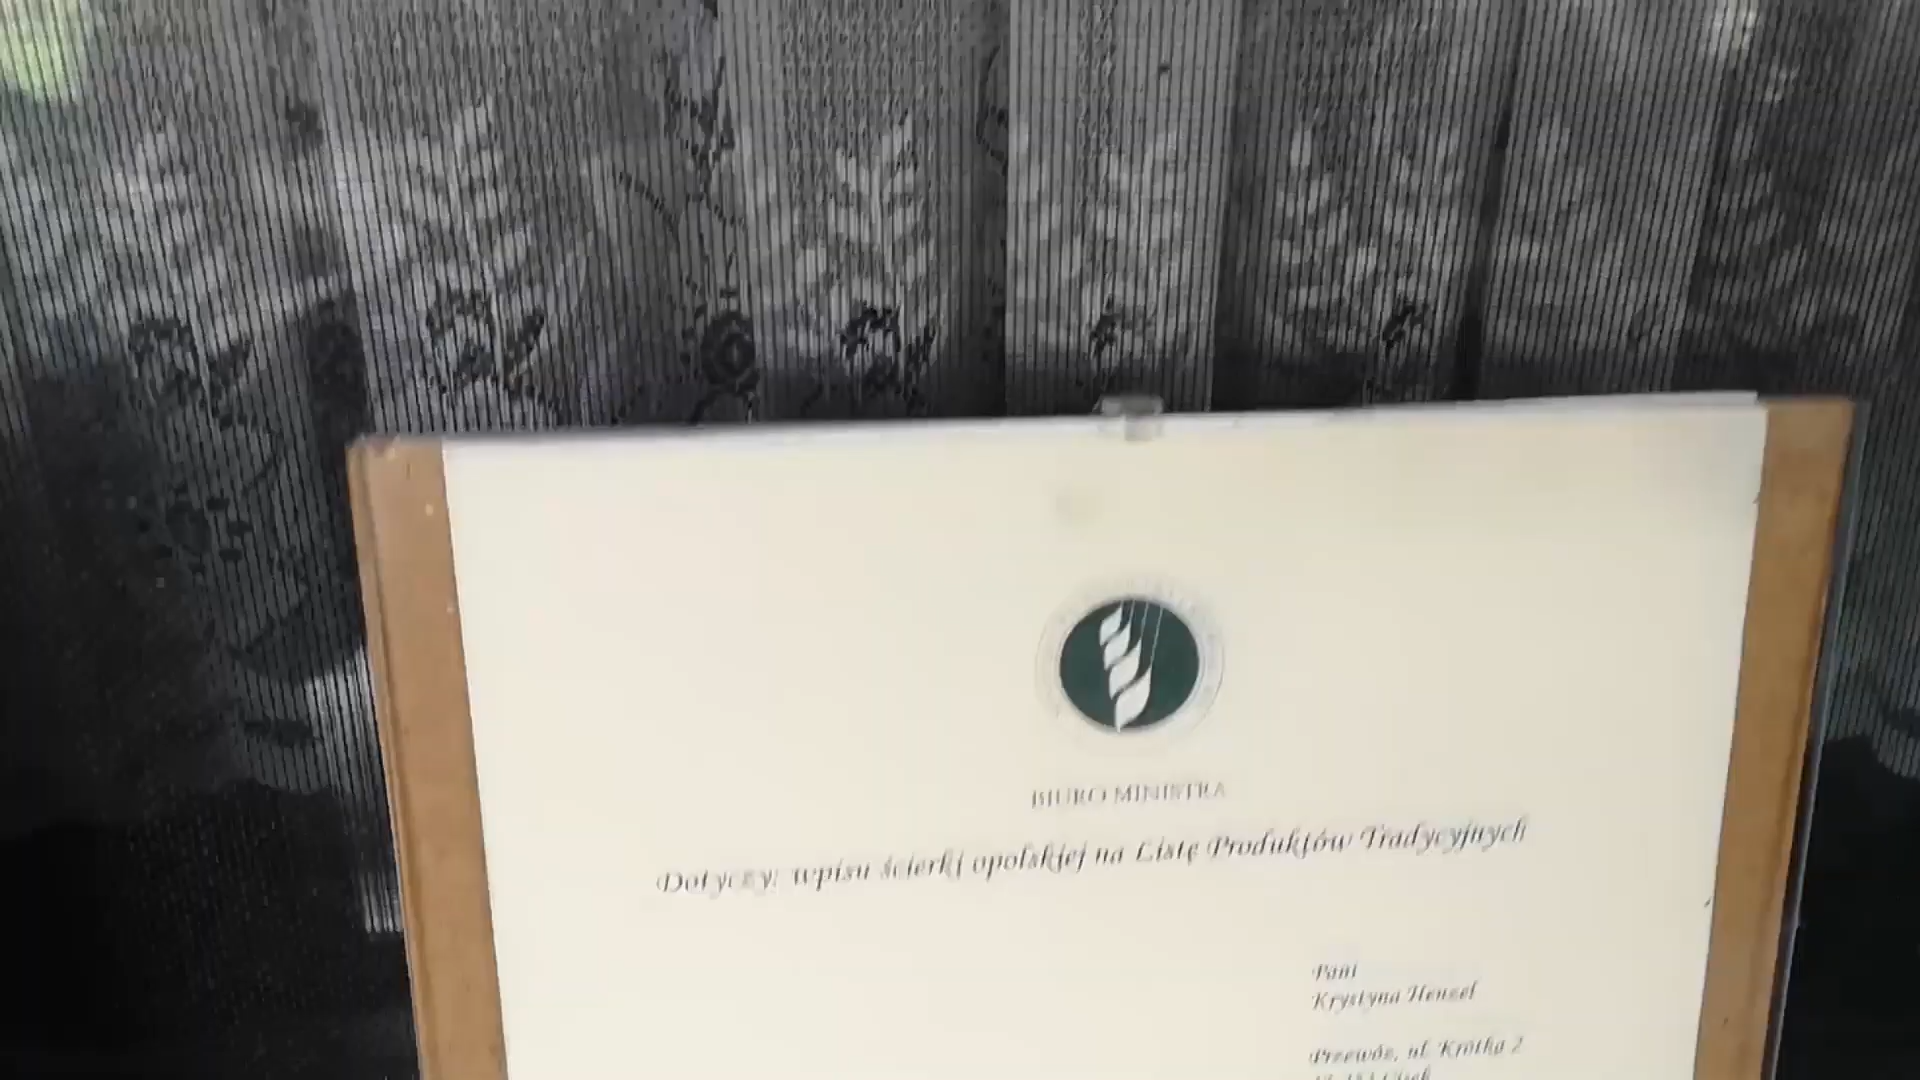 BIURO MINISTRA
Dotyczy: wpisu ścierki opolskiej na Listę Produktów Tradycyjnych
Pani
Krystyna Henzel
Przewóz, ul. Krótka 2